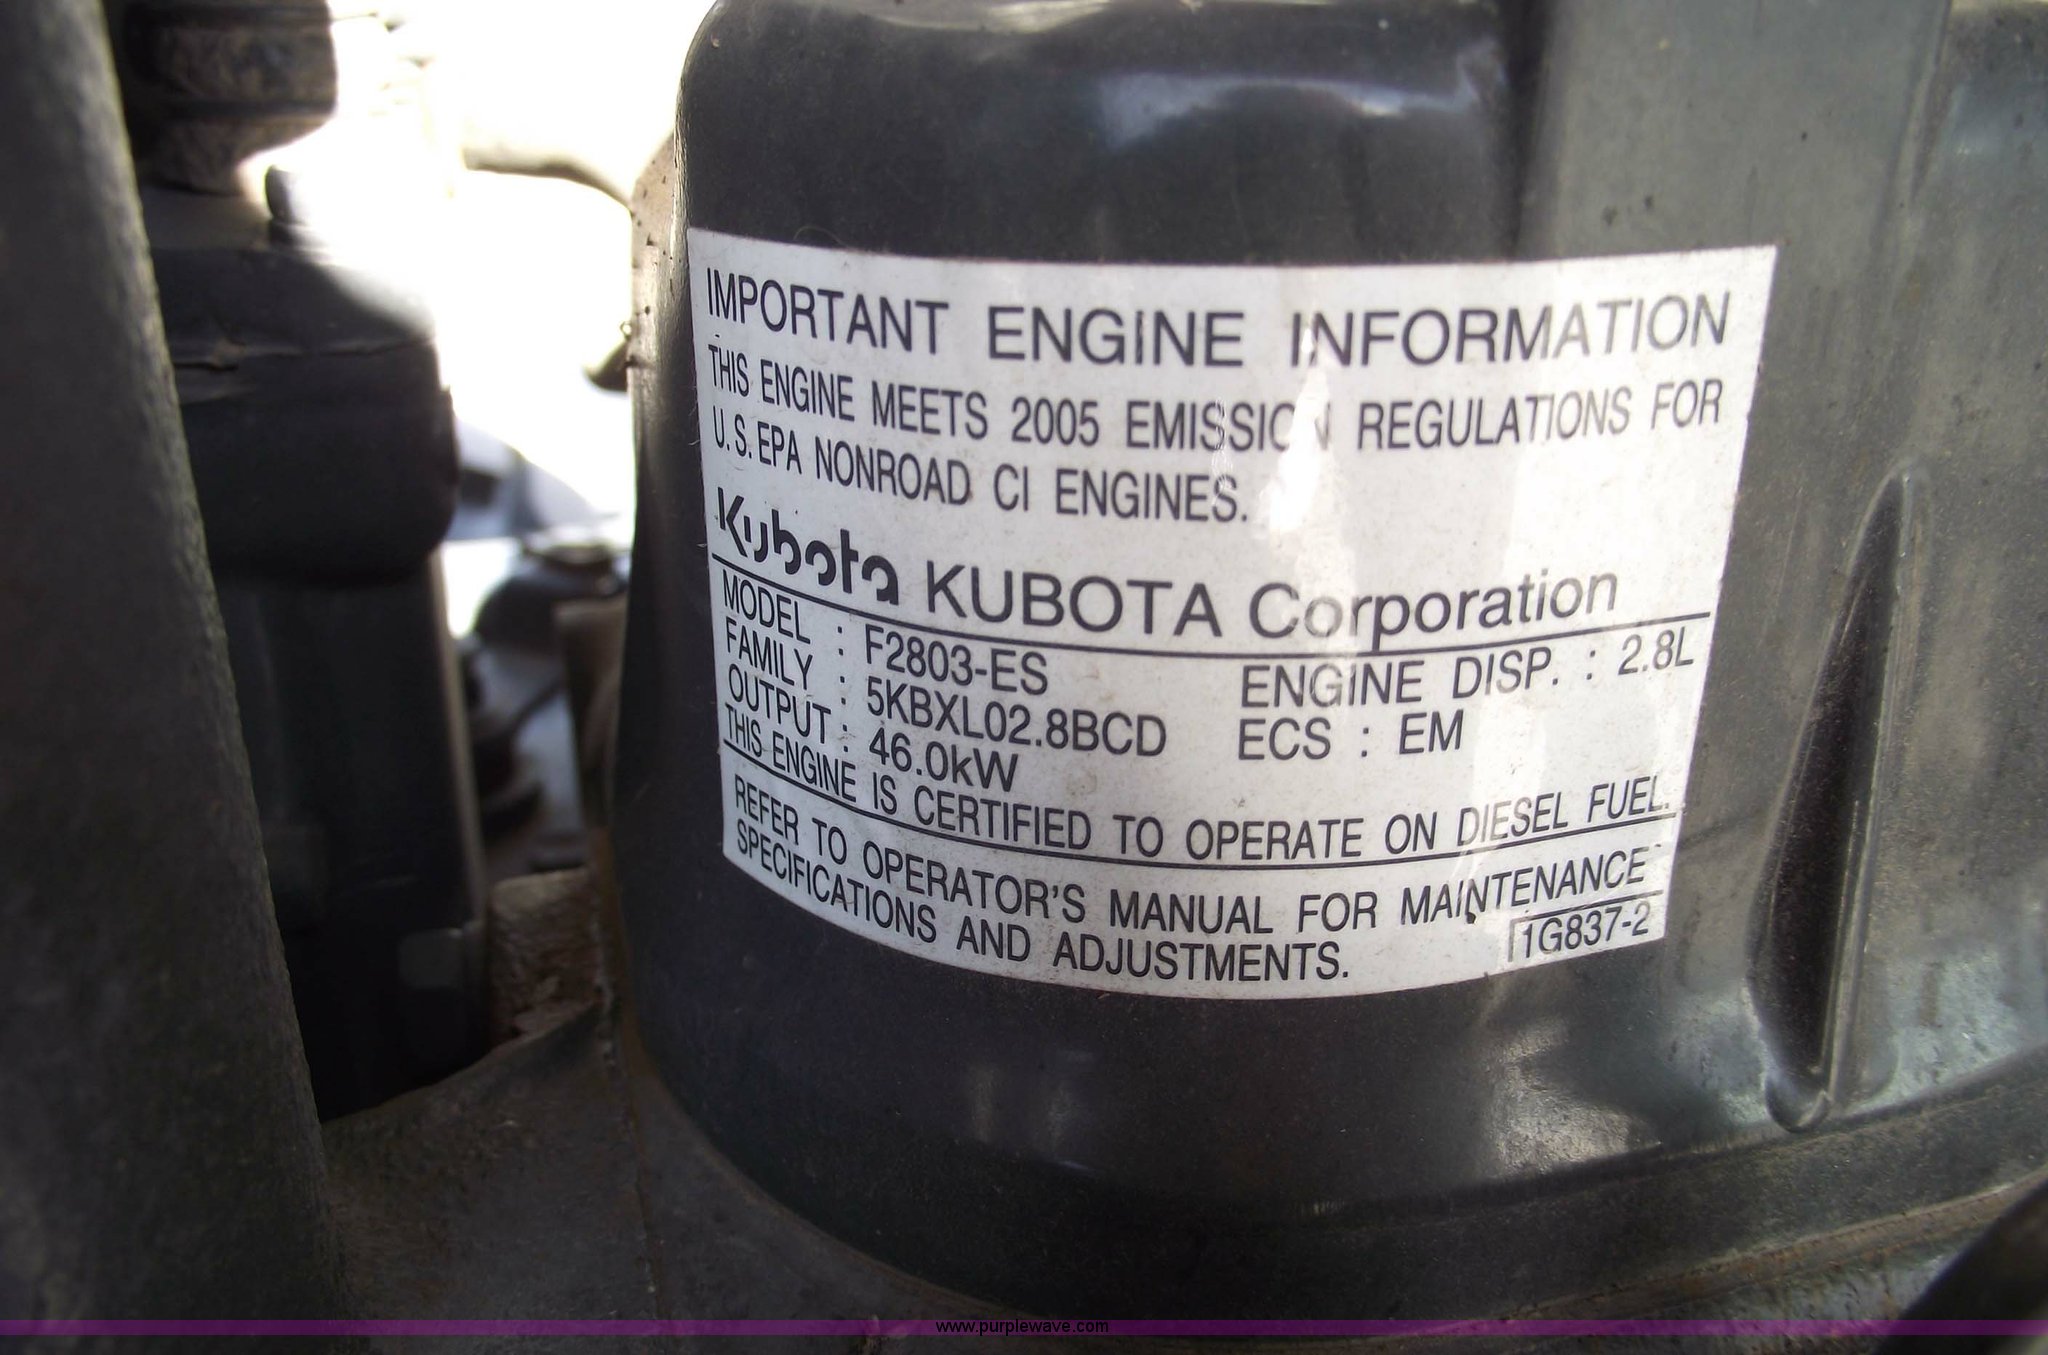 IMPORTANT ENGINE INFORMATION
THIS ENGINE MEETS 2005 EMISSION REGULATIONS FOR
U.S. EPA NONROAD CI ENGINES.
Kubota KUBOTA Corporation
MODEL : F2803-ES ENGINE DISP. : 2.8L
FAMILY : 5KBXL02.8BCD ECS : EM
OUTPUT : 46.0kW
THIS ENGINE IS CERTIFIED TO OPERATE ON DIESEL FUEL.
REFER TO OPERATOR'S MANUAL FOR MAINTENANCE
SPECIFICATIONS AND ADJUSTMENTS.
1G837-2
www.purplewave.com